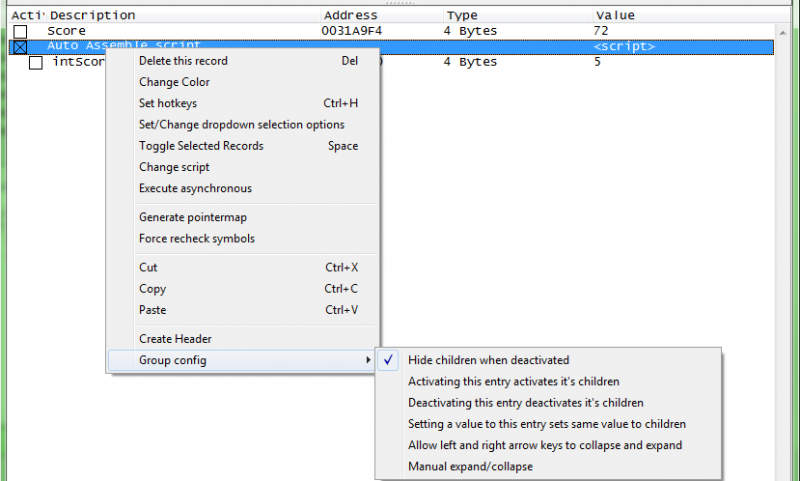 Acti Description Address Type Value
Score 0031A9F4 4 Bytes 72
Auto Assemble script <script>
intScor 0 4 Bytes 5
Delete this record Del
Change Color
Set hotkeys Ctrl+H
Set/Change dropdown selection options
Toggle Selected Records Space
Change script
Execute asynchronous
Generate pointermap
Force recheck symbols
Cut Ctrl+X
Copy Ctrl+C
Paste Ctrl+V
Create Header
Group config
Hide children when deactivated
Activating this entry activates it's children
Deactivating this entry deactivates it's children
Setting a value to this entry sets same value to children
Allow left and right arrow keys to collapse and expand
Manual expand/collapse